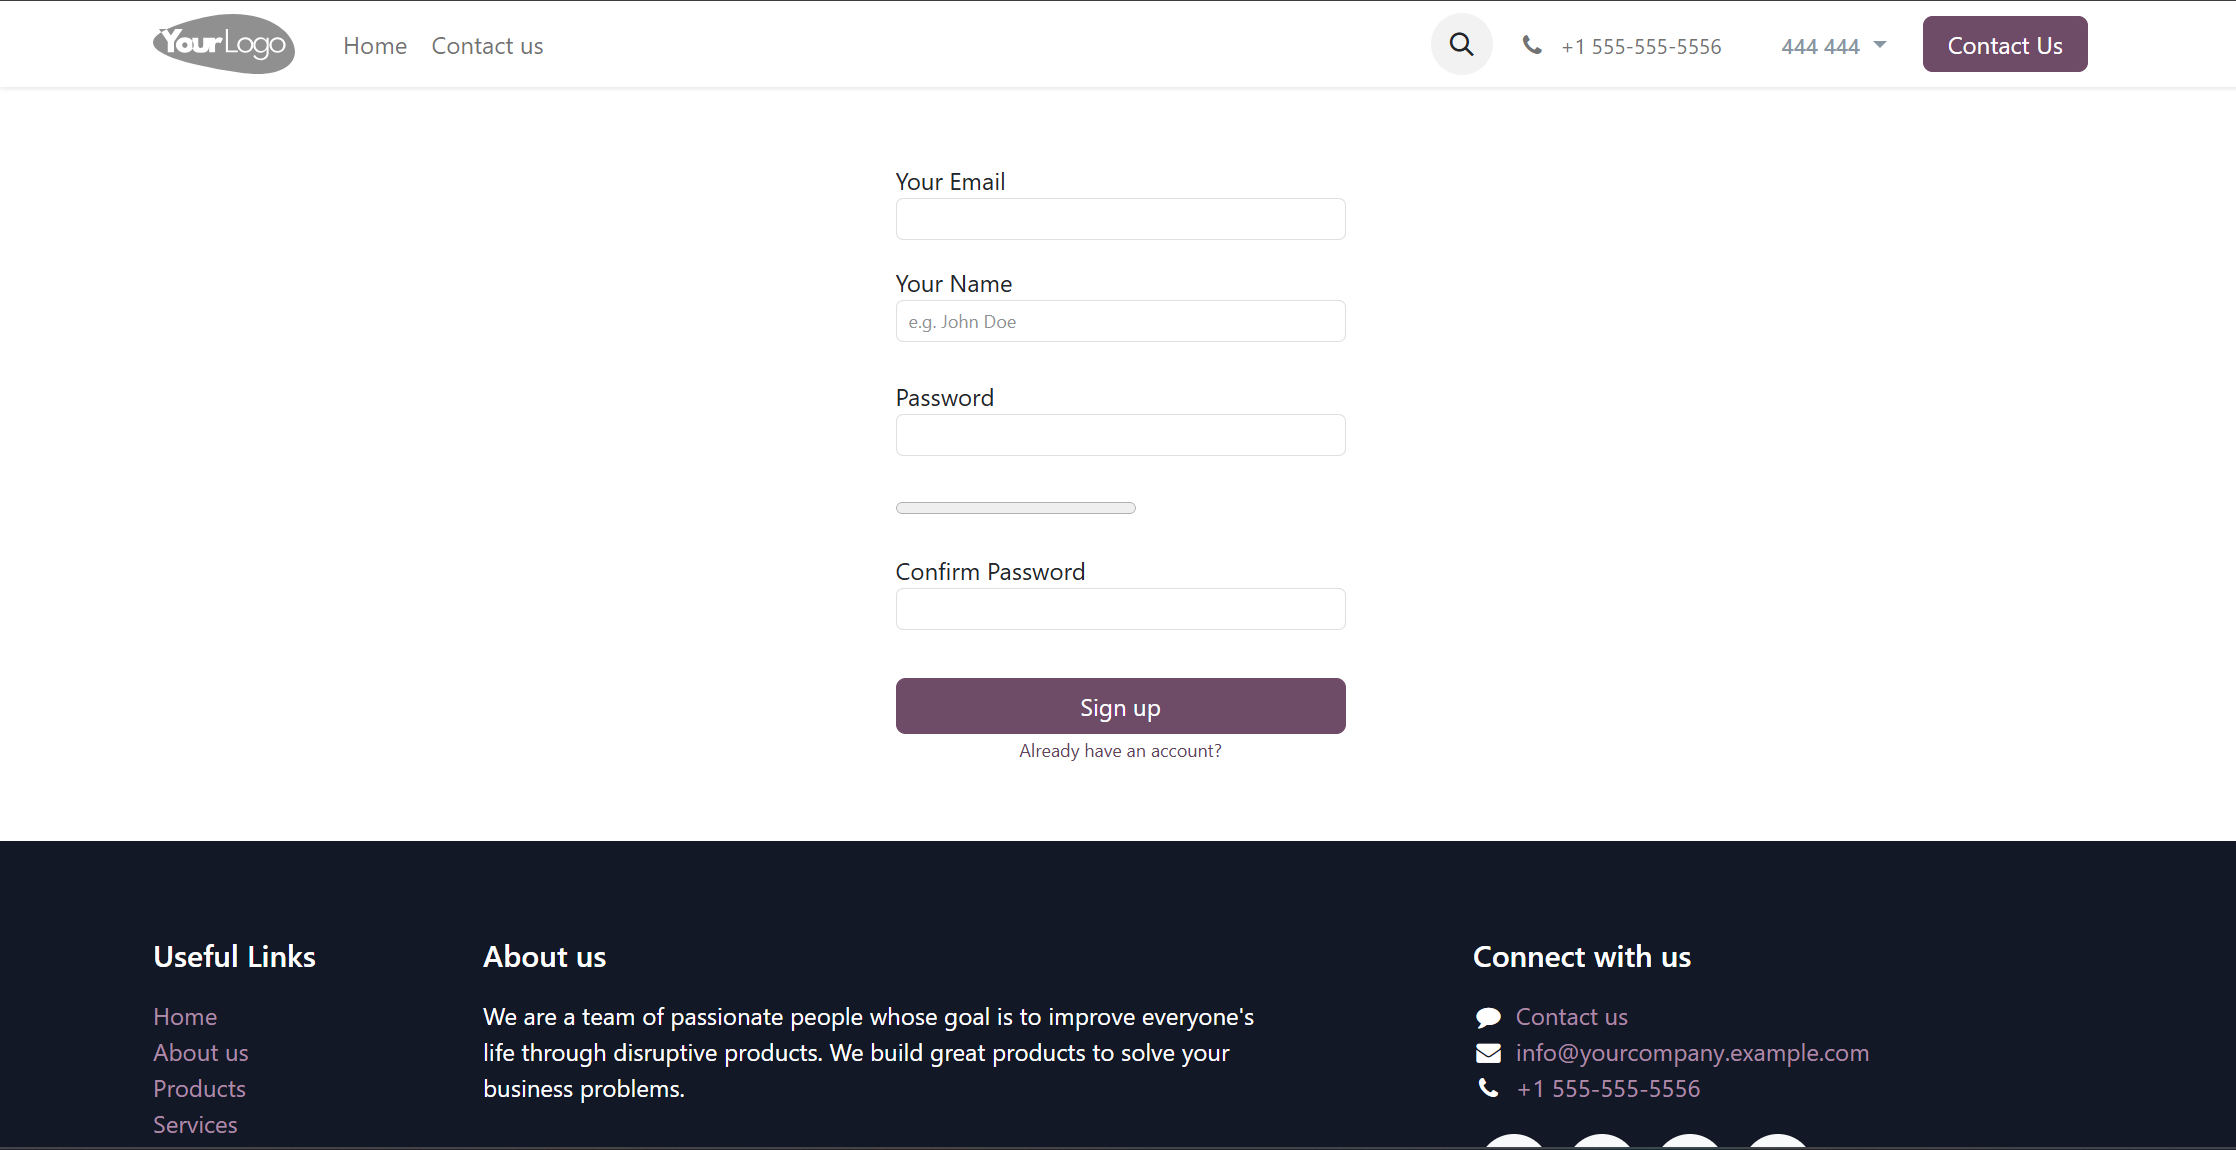 YourLogo
Home
Contact us
+1 555-555-5556
444 444
Contact Us
Your Email
Your Name
e.g. John Doe
Password
Confirm Password
Sign up
Already have an account?
Useful Links
Home
About us
Products
Services
About us
We are a team of passionate people whose goal is to improve everyone's
life through disruptive products. We build great products to solve your
business problems.
Connect with us
Contact us
info@yourcompany.example.com
+1 555-555-5556